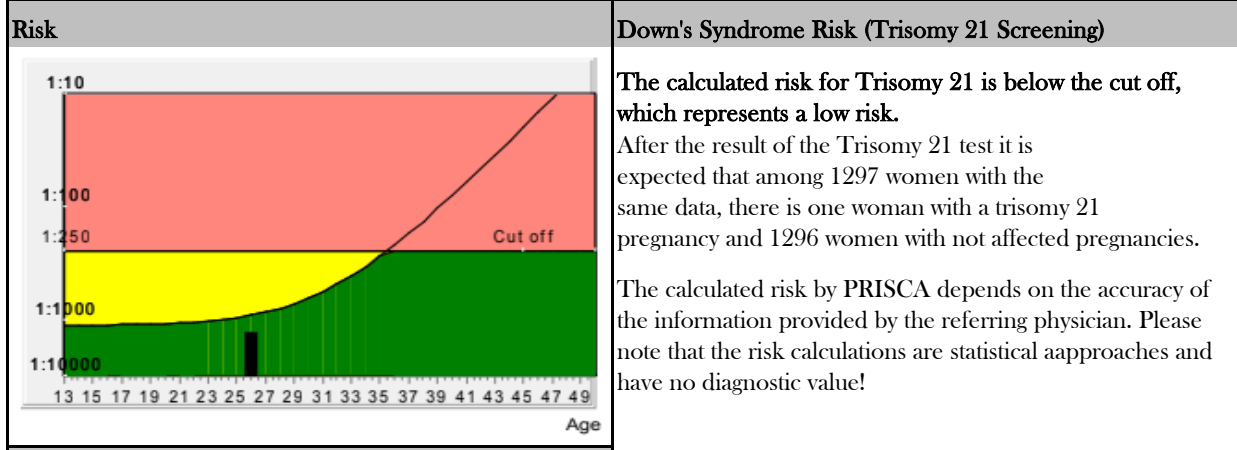 Risk
Down's Syndrome Risk (Trisomy 21 Screening)
1:10
1:100
1:250
Cut off
1:1000
1:10000
13 15 17 19 21 23 25 27 29 31 33 35 37 39 41 43 45 47 49
Age
The calculated risk for Trisomy 21 is below the cut off,
which represents a low risk.
After the result of the Trisomy 21 test it is
expected that among 1297 women with the
same data, there is one woman with a trisomy 21
pregnancy and 1296 women with not affected pregnancies.
The calculated risk by PRISCA depends on the accuracy of
the information provided by the referring physician. Please
note that the risk calculations are statistical aapproaches and
have no diagnostic value!